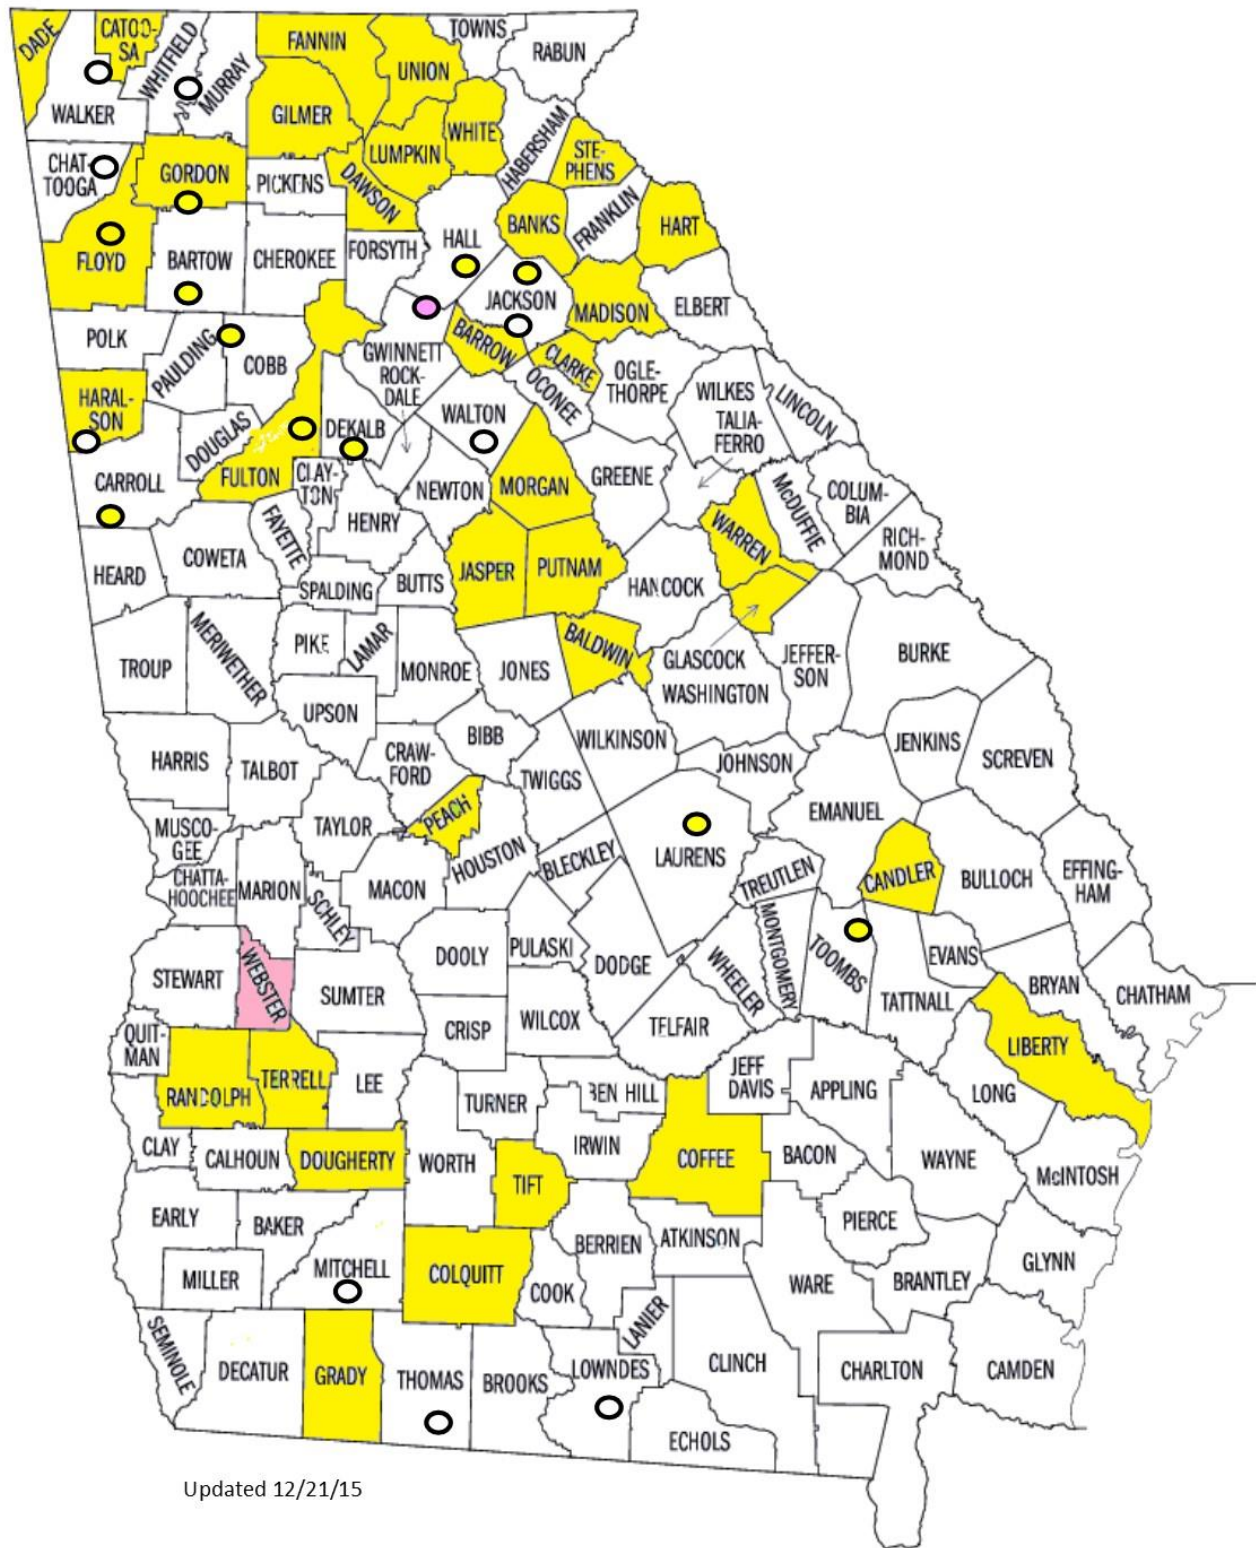 DADE
CATOO-
SA
WHITFIELD
MURRAY
FANNIN
TOWNS
RABUN
UNION
WALKER
GILMER
WHITE
HABERSHAM
LUMPKIN
STE-
PHENS
CHAT-
TOOGA
GORDON
PICKENS
DAWSON
BANKS
FRANKLIN
HART
HALL
FLOYD
BARTOW
CHEROKEE
FORSYTH
JACKSON
MADISON
ELBERT
POLK
PAULDING
COBB
GWINNETT
BARROW
CLARKE
OCONEE
OGLE-
THORPE
ROCK-
DALE
WILKES
LINCOLN
HARAL-
SON
DOUGLAS
DEKALB
WALTON
TALIA-
FERRO
CARROLL
FULTON
CLAY-
TON
NEWTON
MORGAN
GREENE
McDUFFIE
COLUM-
BIA
FAYETTE
HENRY
WARREN
RICH-
MOND
HEARD
COWETA
SPALDING
BUTTS
JASPER
PUTNAM
HANCOCK
TROUP
MERIWETHER
PIKE
LAMAR
MONROE
JONES
BALDWIN
GLASCOCK
WASHINGTON
JEFFER-
SON
BURKE
UPSON
HARRIS
TALBOT
CRAW-
FORD
BIBB
WILKINSON
TWIGGS
JOHNSON
JENKINS
SCREVEN
EMANUEL
MUSCO-
GEE
TAYLOR
PEACH
HOUSTON
BLECKLEY
LAURENS
TREUTLEN
CANDLER
BULLOCH
EFFING-
HAM
CHATTA-
HOOCHEE
MARION
SCHLEY
MACON
STEWART
WEBSTER
SUMTER
DOOLY
PULASKI
DODGE
WHEELER
MONTGOMERY
TOOMBS
EVANS
TATTNALL
BRYAN
CHATHAM
QUIT-
MAN
CRISP
WILCOX
TELFAIR
LIBERTY
RANDOLPH
TERRELL
LEE
TURNER
BEN HILL
JEFF
DAVIS
APPLING
LONG
CLAY
CALHOUN
DOUGHERTY
WORTH
TIFT
IRWIN
COFFEE
BACON
WAYNE
McINTOSH
EARLY
BAKER
MITCHELL
COLQUITT
BERRIEN
ATKINSON
PIERCE
GLYNN
MILLER
COOK
WARE
BRANTLEY
SEMINOLE
DECATUR
GRADY
THOMAS
BROOKS
LOWNDES
LANIER
CLINCH
CHARLTON
CAMDEN
ECHOLS
Updated 12/21/15